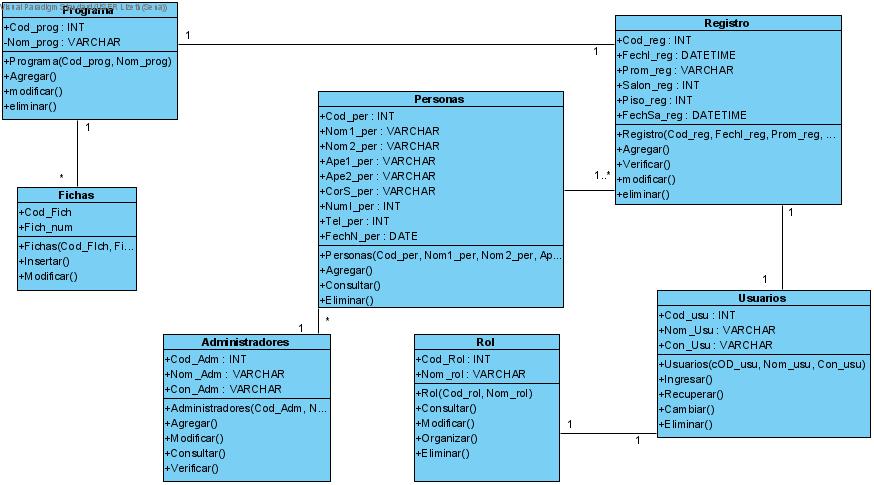 Visual Paradigm Standard(USER Lizeth(Sena))
Programa
+Cod_prog : INT
-Nom_prog : VARCHAR
+Programa(Cod_prog, Nom_prog)
+Agregar()
+modificar()
+eliminar()
1
1
1
*
Fichas
+Cod_Fich
+Fich_num
+Fichas(Cod_FIch, Fi...
+Insertar()
+Modificar()
Personas
+Cod_per : INT
+Nom1_per : VARCHAR
+Nom2_per : VARCHAR
+Ape1_per : VARCHAR
+Ape2_per : VARCHAR
+CorS_per : VARCHAR
+NumI_per : INT
+Tel_per : INT
+FechN_per : DATE
+Personas(Cod_per, Nom1_per, Nom2_per, Ap...
+Agregar()
+Consultar()
+Eliminar()
1..*
*
1
Registro
+Cod_reg : INT
+FechI_reg : DATETIME
+Prom_reg : VARCHAR
+Salon_reg : INT
+Piso_reg : INT
+FechSa_reg : DATETIME
+Registro(Cod_reg, FechI_reg, Prom_reg, ...
+Agregar()
+Verificar()
+modificar()
+eliminar()
1
1
Administradores
+Cod_Adm : INT
+Nom_Adm : VARCHAR
+Con_Adm : VARCHAR
+Administradores(Cod_Adm, N...
+Agregar()
+Modificar()
+Consultar()
+Verificar()
Rol
+Cod_Rol : INT
+Nom_rol : VARCHAR
+Rol(Cod_rol, Nom_rol)
+Consultar()
+Modificar()
+Organizar()
+Eliminar()
1
1
Usuarios
+Cod_usu : INT
+Nom_Usu : VARCHAR
+Con_Usu : VARCHAR
+Usuarios(cOD_usu, Nom_usu, Con_usu)
+Ingresar()
+Recuperar()
+Cambiar()
+Eliminar()